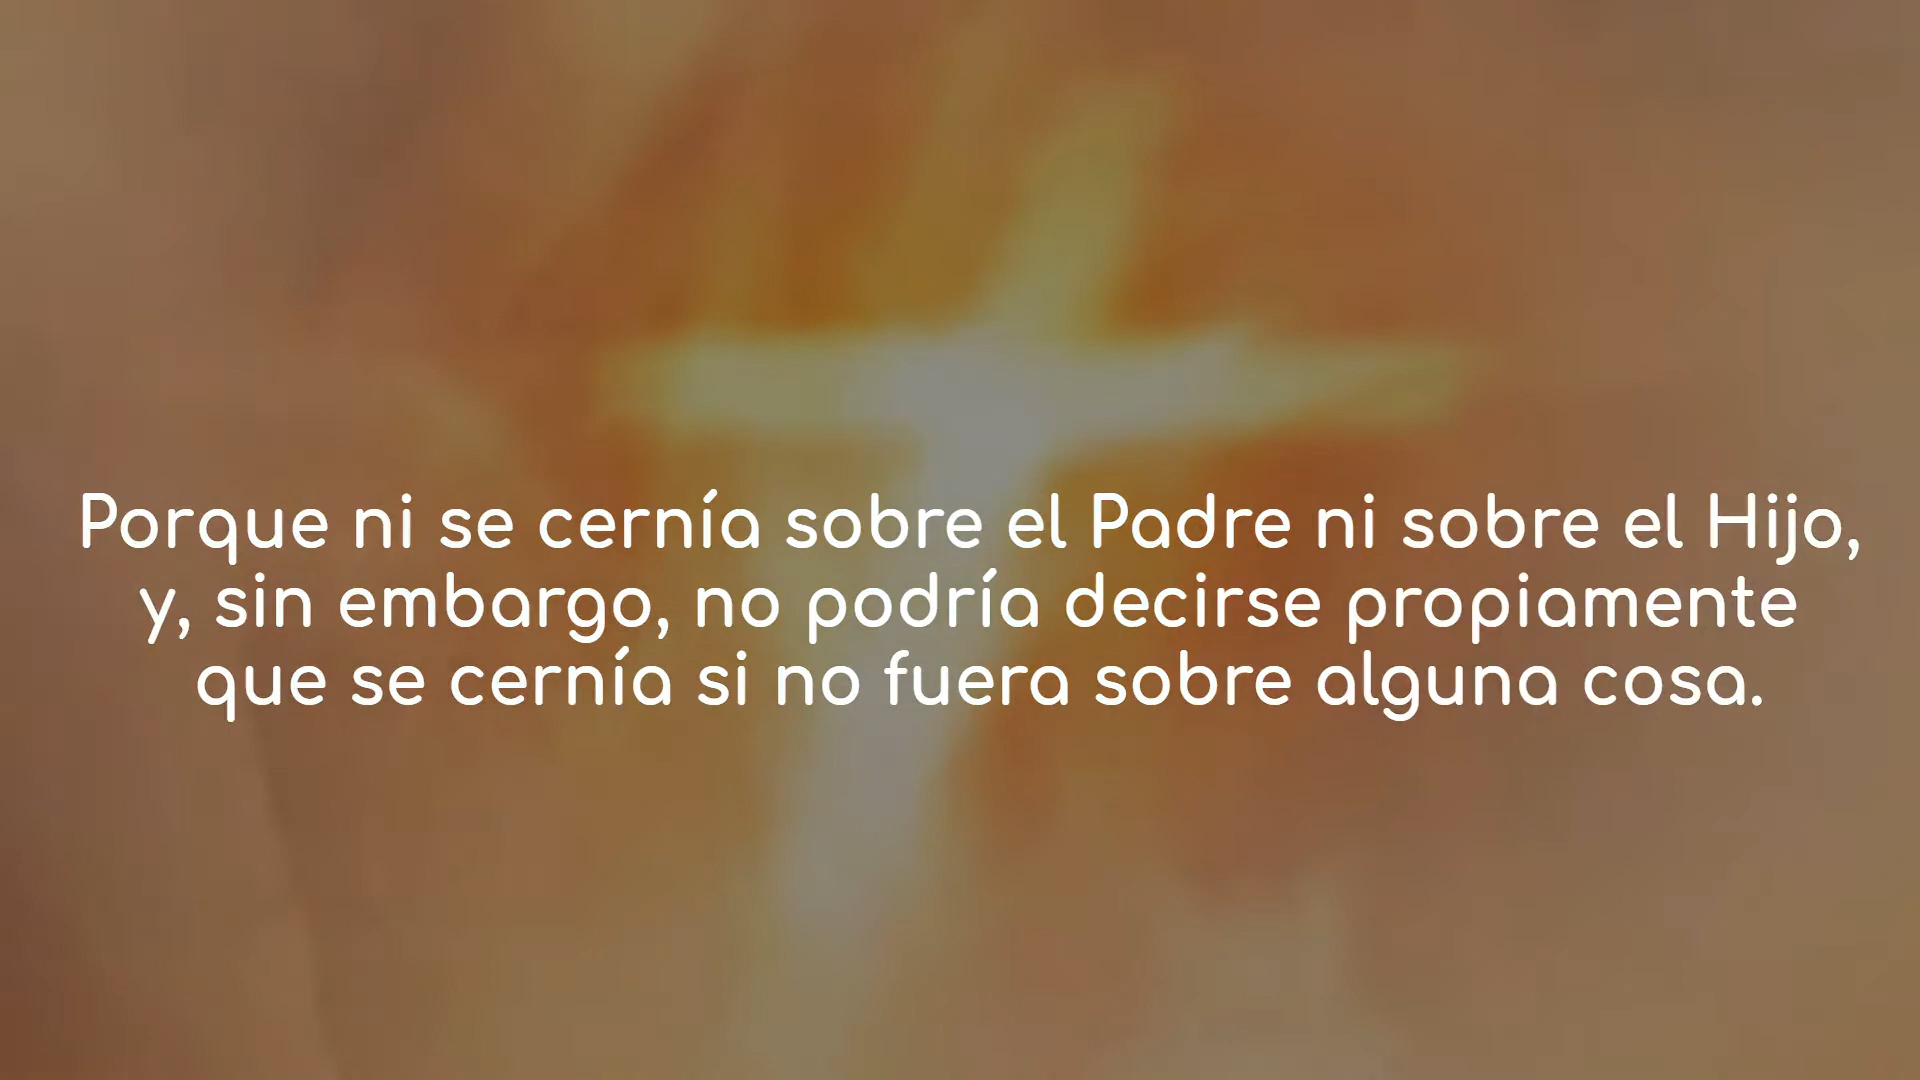 Porque ni se cernía sobre el Padre ni sobre el Hijo,
y, sin embargo, no podría decirse propiamente
que se cernía si no fuera sobre alguna cosa.